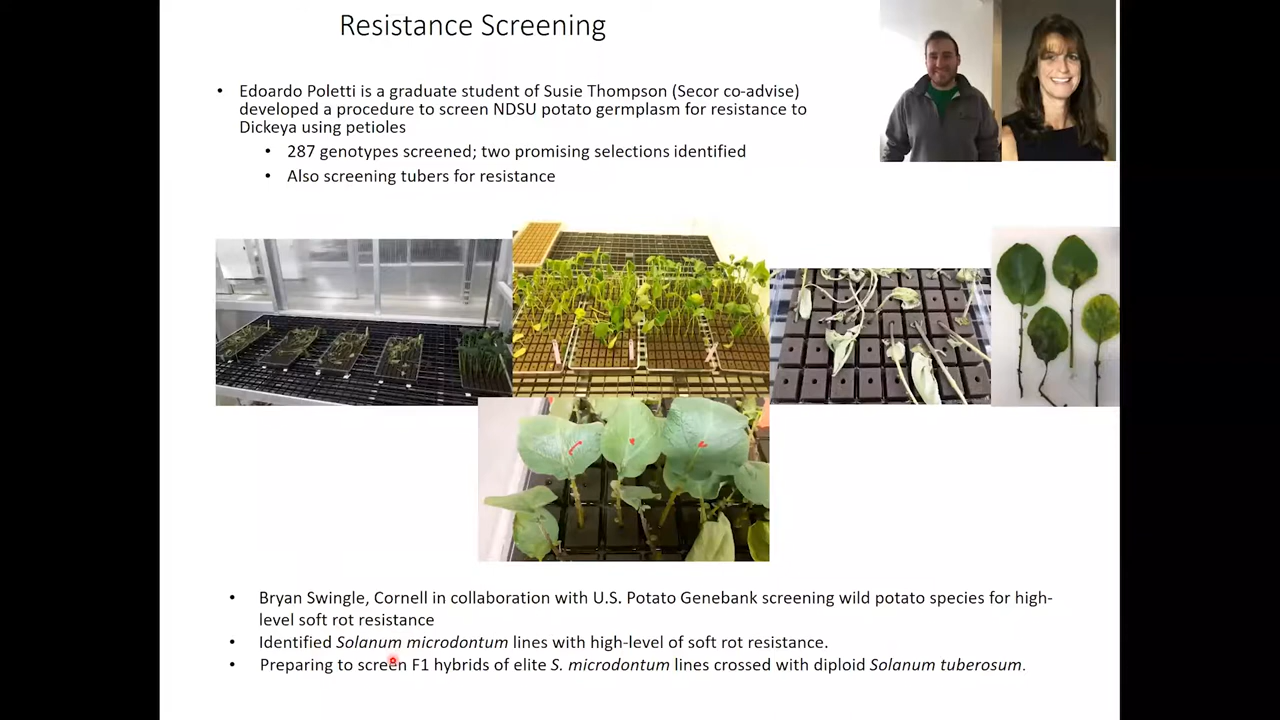 Resistance Screening
• Edoardo Poletti is a graduate student of Susie Thompson (Secor co-advise)
developed a procedure to screen NDSU potato germplasm for resistance to
Dickeya using petioles
• 287 genotypes screened; two promising selections identified
• Also screening tubers for resistance
• Bryan Swingle, Cornell in collaboration with U.S. Potato Genebank screening wild potato species for high-
level soft rot resistance
• Identified Solanum microdontum lines with high-level of soft rot resistance.
• Preparing to screen F1 hybrids of elite S. microdontum lines crossed with diploid Solanum tuberosum.